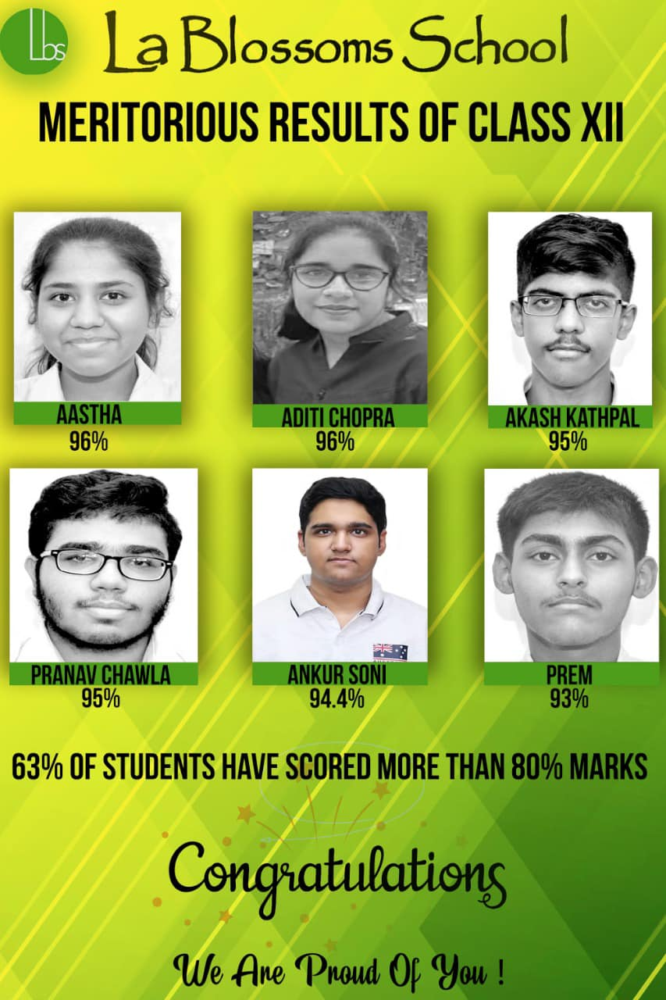 Lbs
La Blossoms School
MERITORIOUS RESULTS OF CLASS XII
AASTHA
96%
ADITI CHOPRA
96%
AKASH KATHPAL
95%
PRANAV CHAWLA
95%
ANKUR SONI
94.4%
PREM
93%
63% OF STUDENTS HAVE SCORED MORE THAN 80% MARKS
Congratulations
We Are Proud Of You !